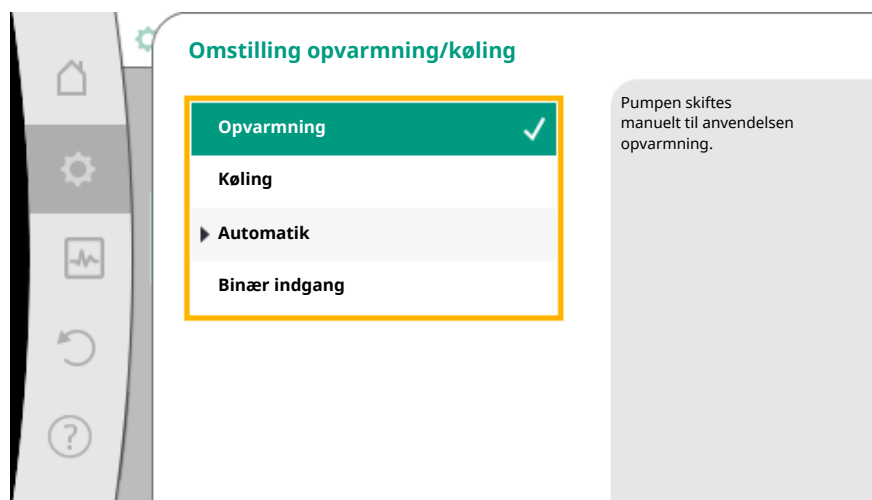 Omstilling opvarmning/køling
Opvarmning
Køling
Automatik
Binær indgang
Pumpen skiftes
manuelt til anvendelsen
opvarmning.
?